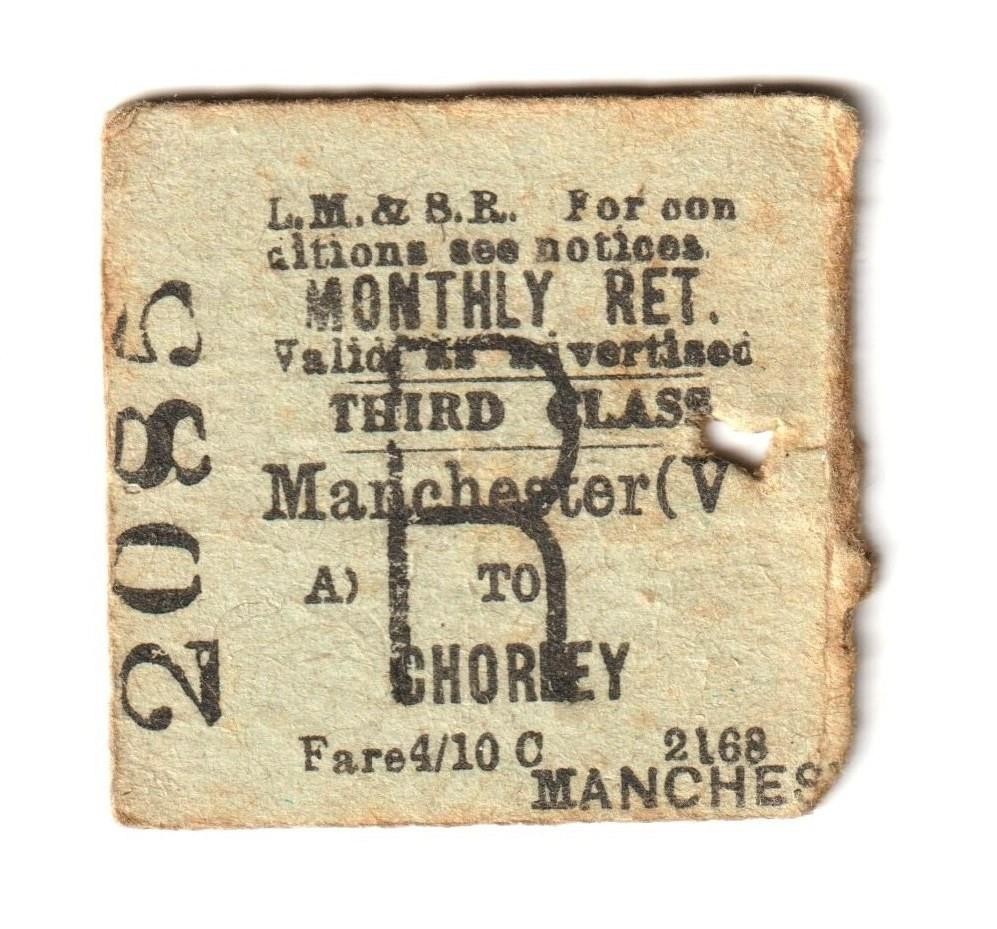 L.M.& S.R. For con
ditions see notices.
MONTHLY RET.
Valid as advertised
THIRD CLASS
Manchester(V
A) TO
CHORLEY
Fare4/10 C 2168
MANCHES
R
2085